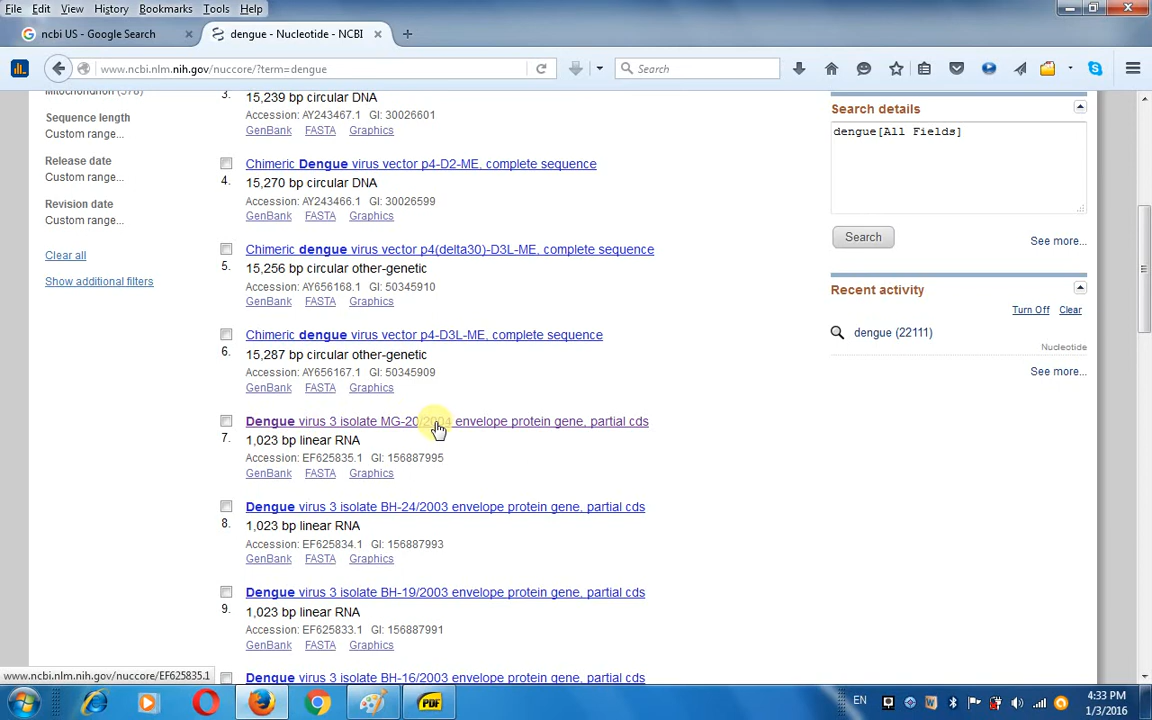 File Edit View History Bookmarks Tools Help
ncbi US - Google Search
dengue - Nucleotide - NCBI
www.ncbi.nlm.nih.gov/nuccore/?term=dengue
Search
Mitochondrion (578)
Sequence length
Custom range...
Release date
Custom range...
Revision date
Custom range...
Clear all
Show additional filters
3.
15,239 bp circular DNA
Accession: AY243467.1 GI: 30026601
GenBank FASTA Graphics
Chimeric Dengue virus vector p4-D2-ME, complete sequence
4.
15,270 bp circular DNA
Accession: AY243466.1 GI: 30026599
GenBank FASTA Graphics
Chimeric dengue virus vector p4(delta30)-D3L-ME, complete sequence
5.
15,256 bp circular other-genetic
Accession: AY656168.1 GI: 50345910
GenBank FASTA Graphics
Chimeric dengue virus vector p4-D3L-ME, complete sequence
6.
15,287 bp circular other-genetic
Accession: AY656167.1 GI: 50345909
GenBank FASTA Graphics
Dengue virus 3 isolate MG-20/2004 envelope protein gene, partial cds
7.
1,023 bp linear RNA
Accession: EF625835.1 GI: 156887995
GenBank FASTA Graphics
Dengue virus 3 isolate BH-24/2003 envelope protein gene, partial cds
8.
1,023 bp linear RNA
Accession: EF625834.1 GI: 156887993
GenBank FASTA Graphics
Dengue virus 3 isolate BH-19/2003 envelope protein gene, partial cds
9.
1,023 bp linear RNA
Accession: EF625833.1 GI: 156887991
GenBank FASTA Graphics
Dengue virus 3 isolate BH-16/2003 envelope protein gene, partial cds
Search details
dengue[All Fields]
Search
See more...
Recent activity
Turn Off Clear
dengue (22111)
Nucleotide
See more...
www.ncbi.nlm.nih.gov/nuccore/EF625835.1
PDF
EN
4:33 PM
1/3/2016